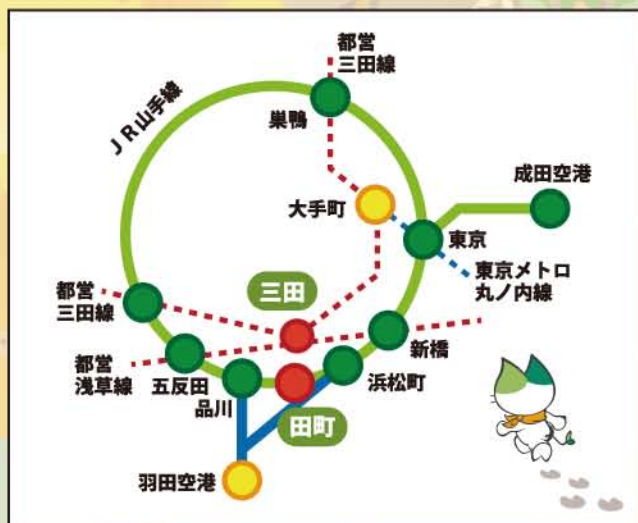 都営
三田線
JR山手線
巣鴨
成田空港
大手町
東京
東京メトロ
丸ノ内線
三田
都営
三田線
新橋
都営
浅草線
五反田
浜松町
品川
田町
羽田空港